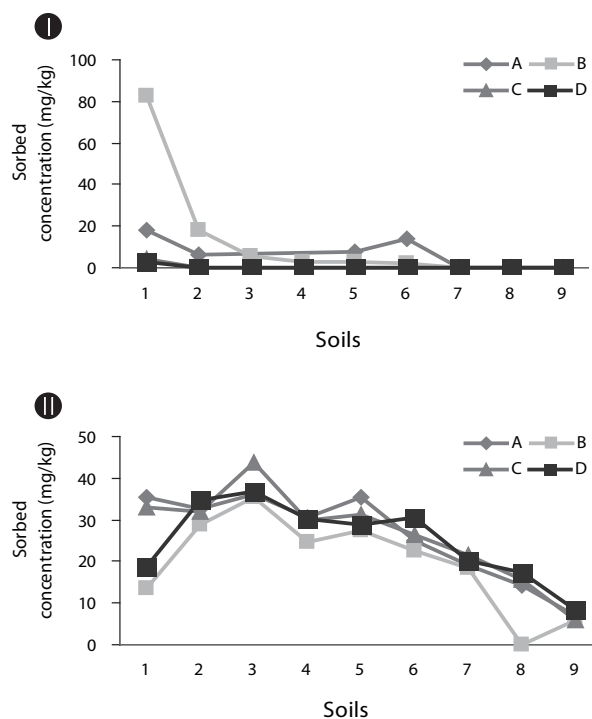 I
Sorbed
concentration (mg/kg)
100
80
60
40
20
0
A B
C D
1 2 3 4 5 6 7 8 9
Soils
II
Sorbed
concentration (mg/kg)
50
40
30
20
10
0
A B
C D
1 2 3 4 5 6 7 8 9
Soils